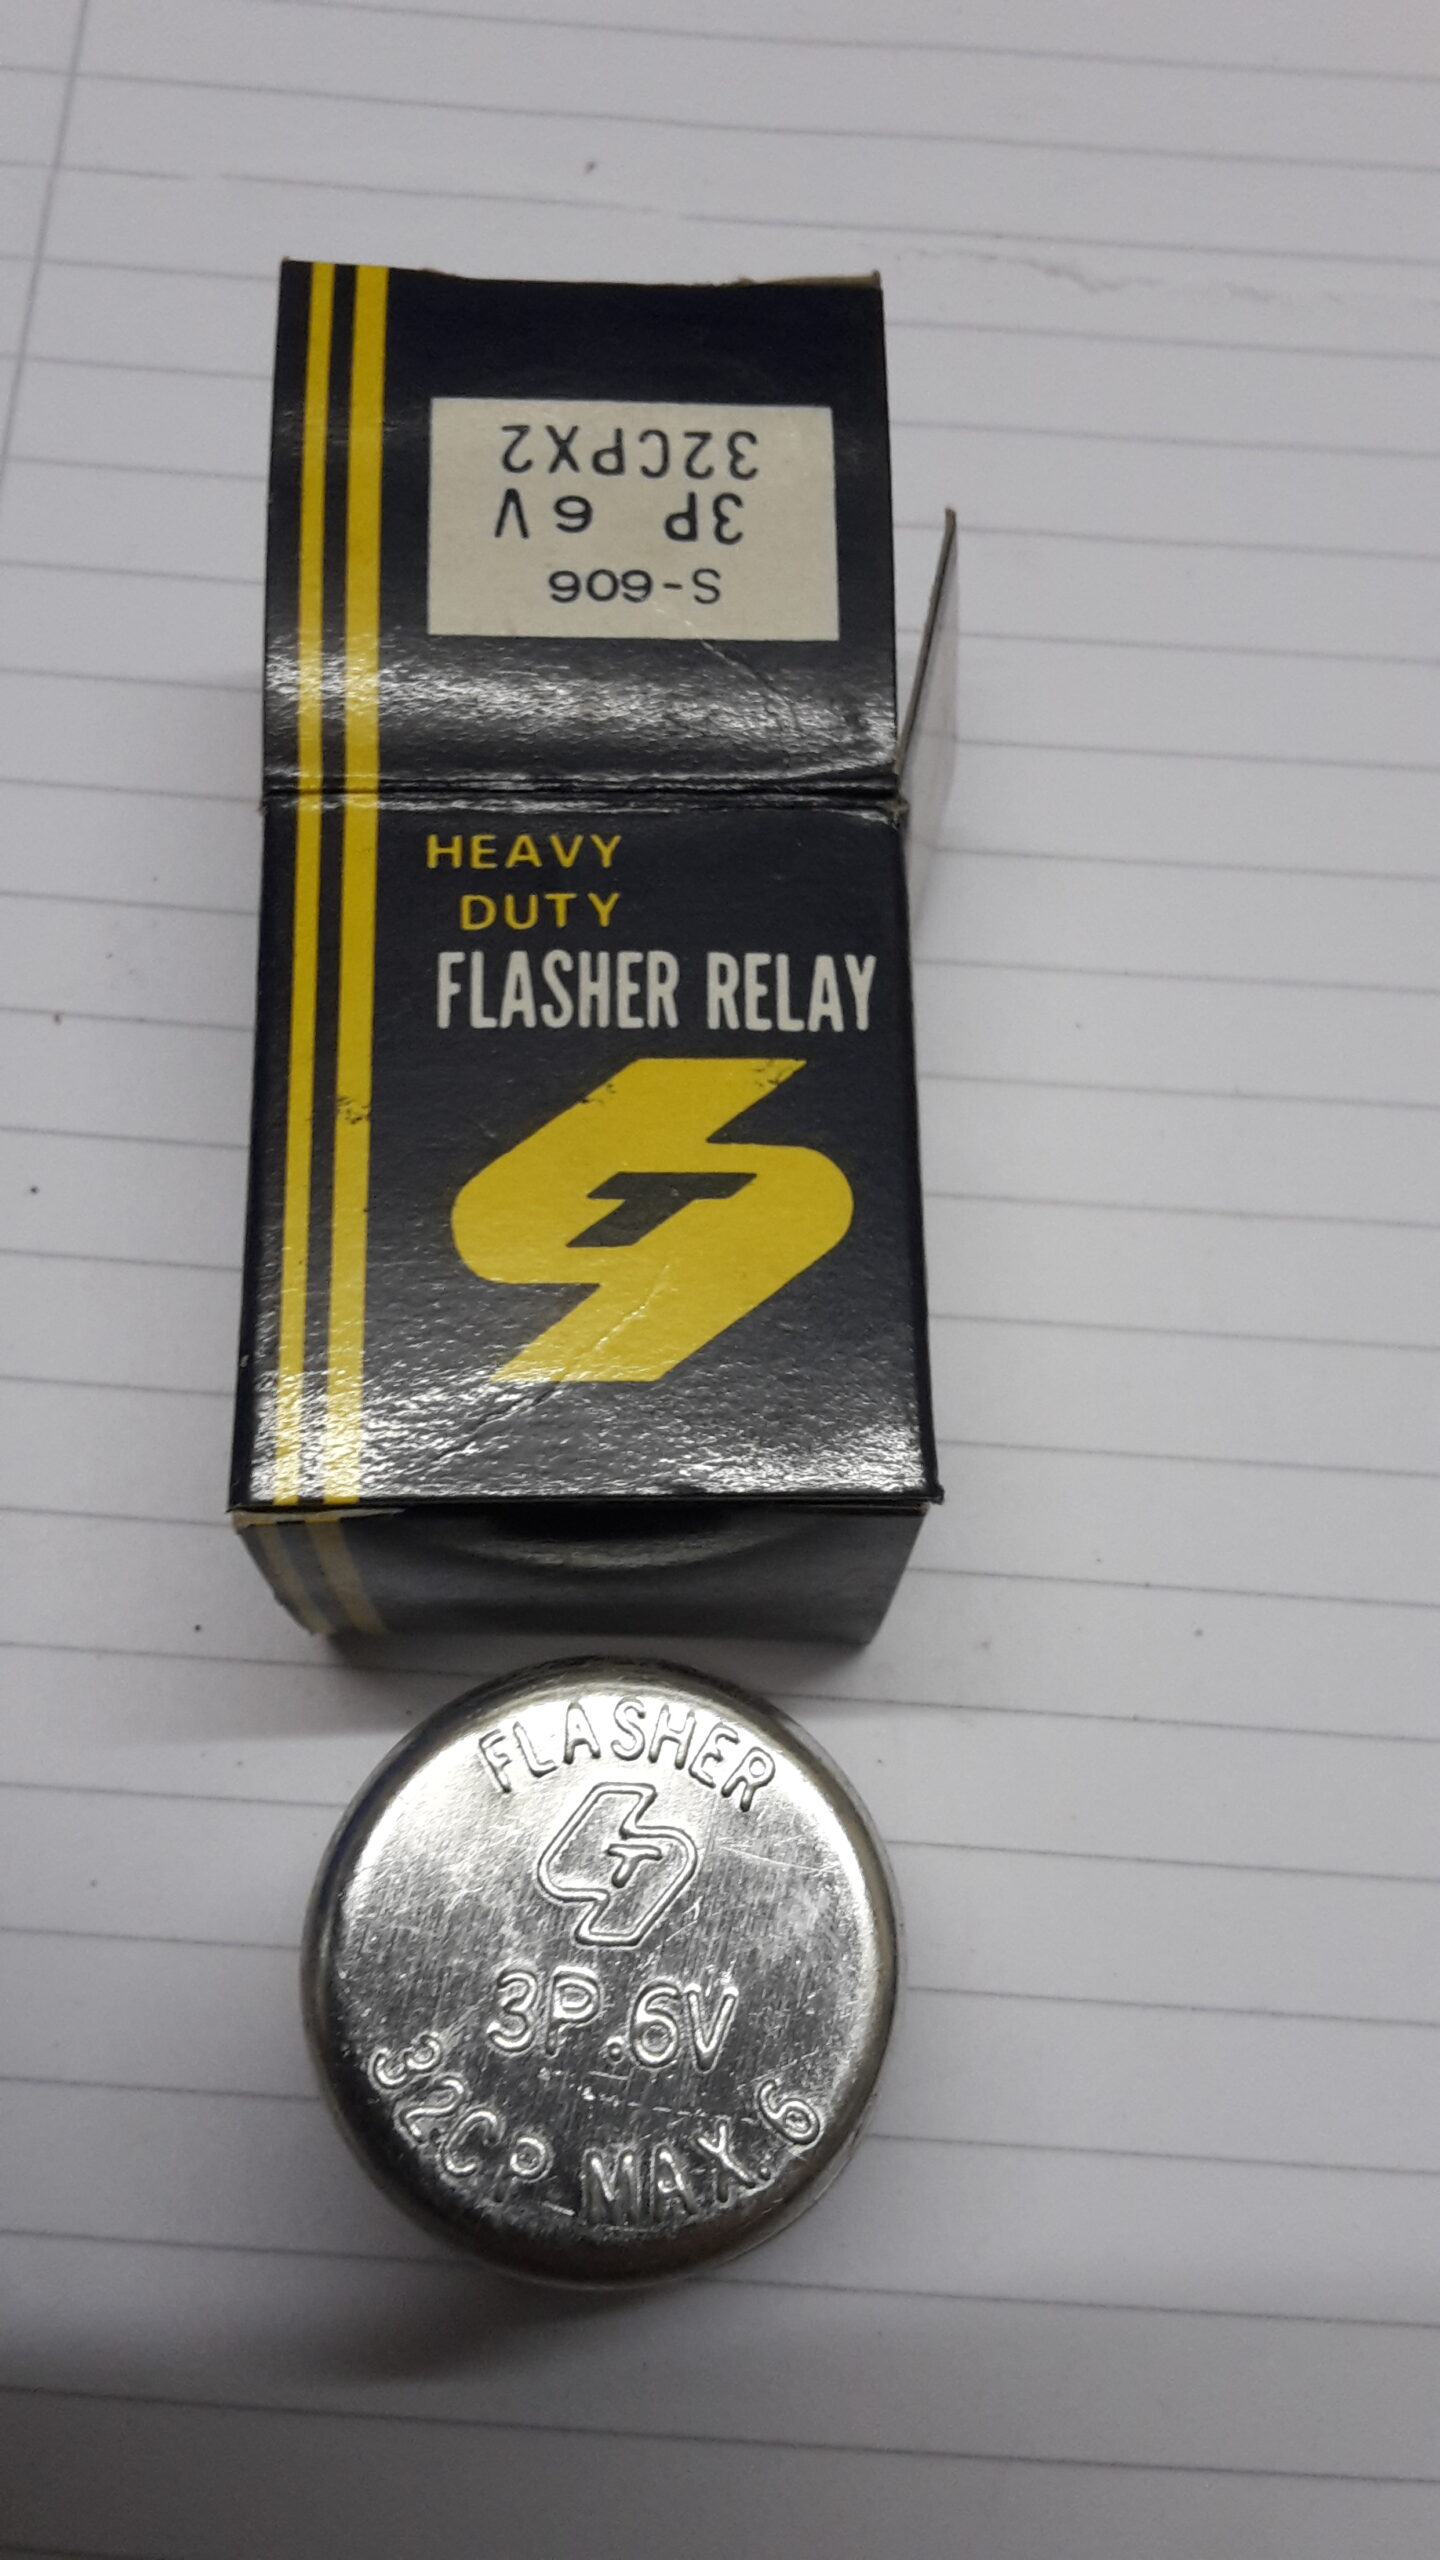 S-606
3P 6V
32CPX2
HEAVY
DUTY
FLASHER RELAY
T
FLASHER
T
3P.6V
32CP MAX.6